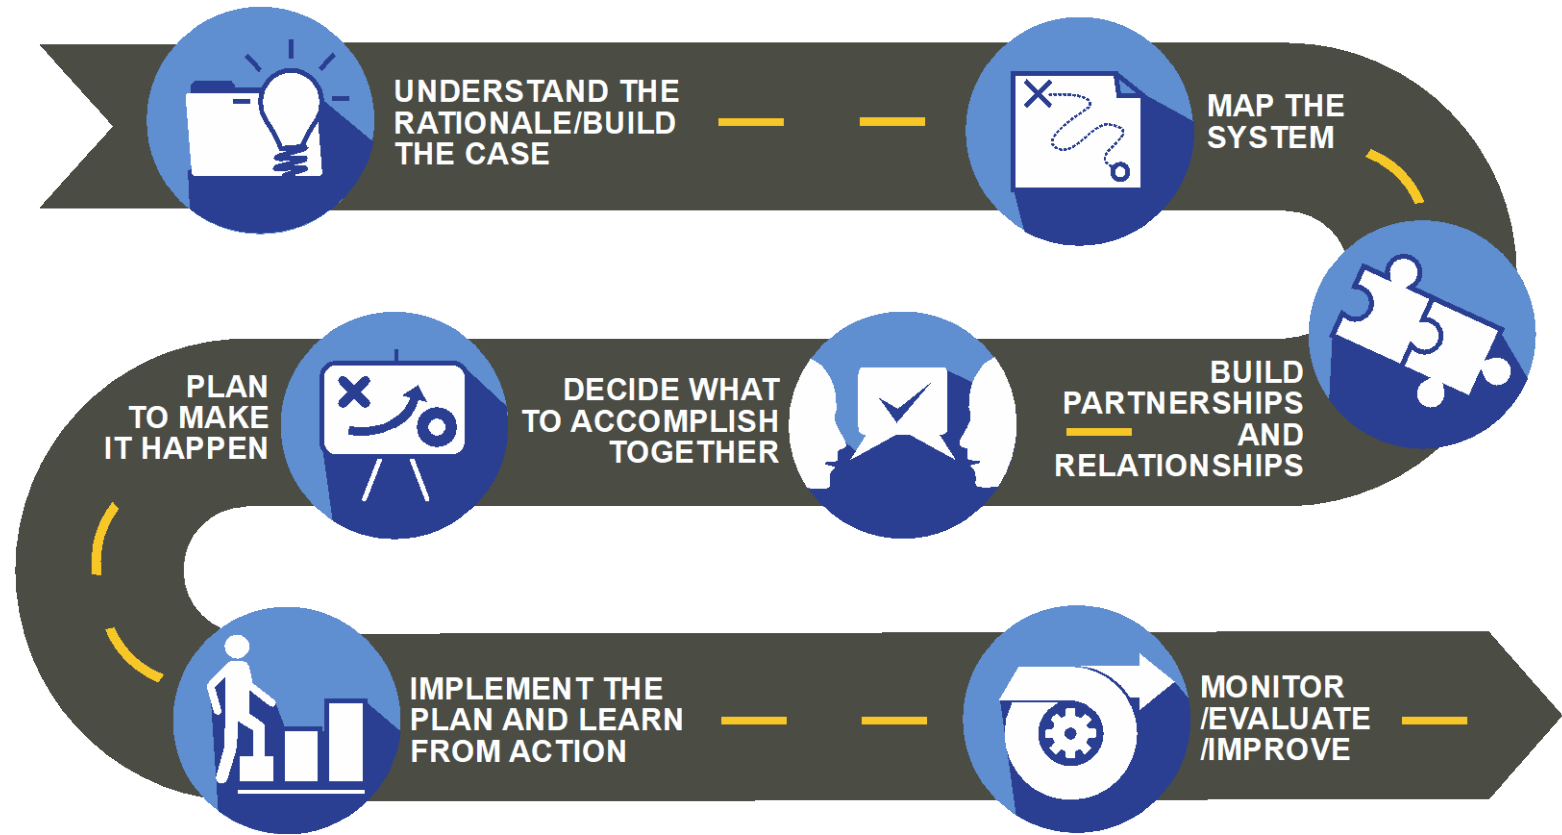 UNDERSTAND THE
RATIONALE/BUILD
THE CASE
MAP THE
SYSTEM
BUILD
PARTNERSHIPS
AND
RELATIONSHIPS
DECIDE WHAT
TO ACCOMPLISH
TOGETHER
PLAN
TO MAKE
IT HAPPEN
IMPLEMENT THE
PLAN AND LEARN
FROM ACTION
MONITOR
/EVALUATE
/IMPROVE